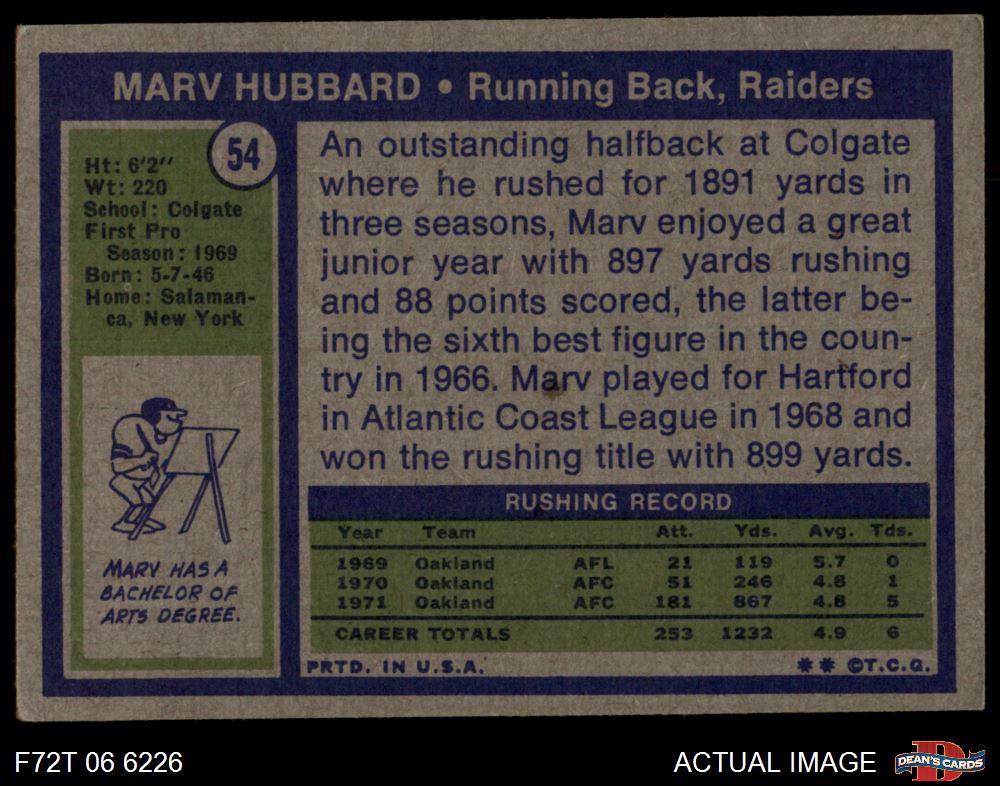 MARV HUBBARD • Running Back, Raiders
54
Ht: 6'2''
Wt: 220
School: Colgate
First Pro
Season: 1969
Born: 5-7-46
Home: Salaman-
ca, New York
MARV HAS A
BACHELOR OF
ARTS DEGREE.
An outstanding halfback at Colgate
where he rushed for 1891 yards in
three seasons, Marv enjoyed a great
junior year with 897 yards rushing
and 88 points scored, the latter be-
ing the sixth best figure in the coun-
try in 1966. Marv played for Hartford
in Atlantic Coast League in 1968 and
won the rushing title with 899 yards.
RUSHING RECORD
Year Team Att. Yds. Avg. Tds.
1969 Oakland AFL 21 119 5.7 0
1970 Oakland AFC 51 246 4.8 1
1971 Oakland AFC 181 867 4.8 5
CAREER TOTALS 253 1232 4.9 6
PRTD. IN U.S.A. ** ©T.C.G.
F72T 06 6226 ACTUAL IMAGE
D
DEAN'S CARDS